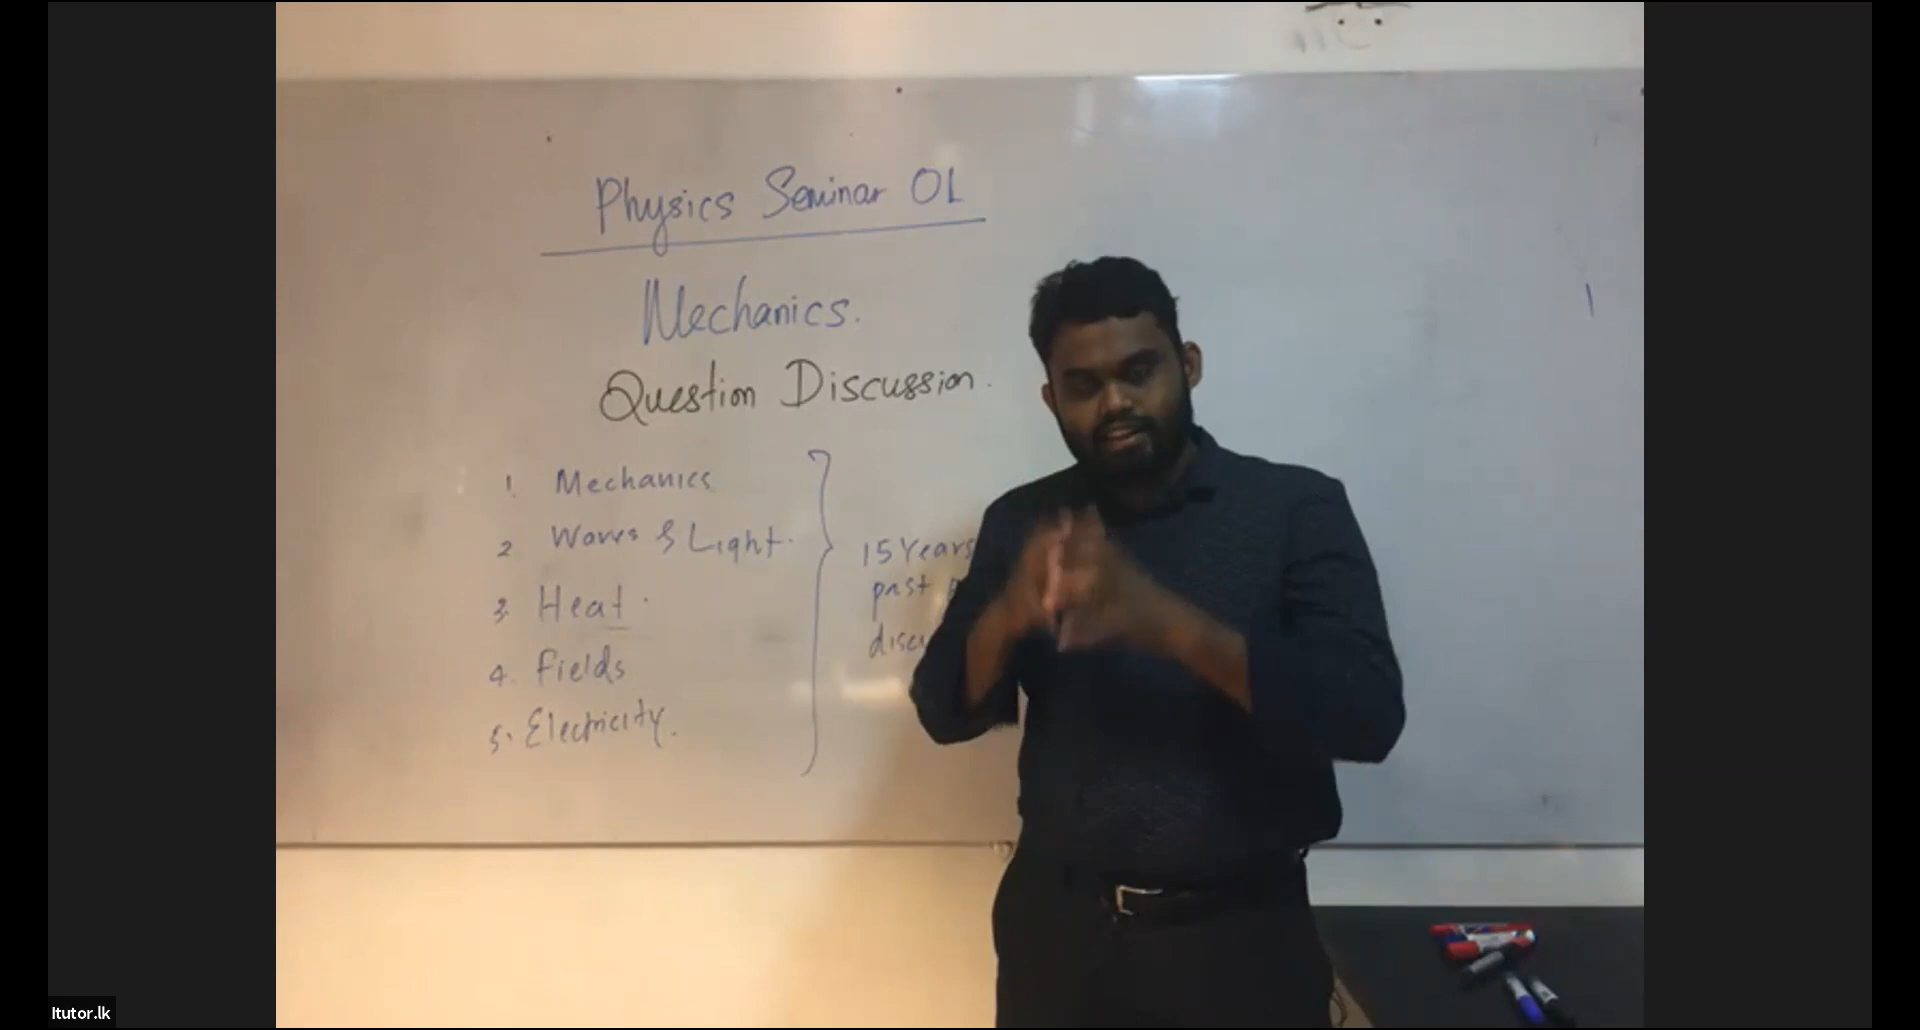 Physics Seminar OL
Mechanics.
Question Discussion.
1. Mechanics
2 Waves & Light.
3. Heat.
4. Fields
5. Electricity.
15 Years
past
Itutor.lk